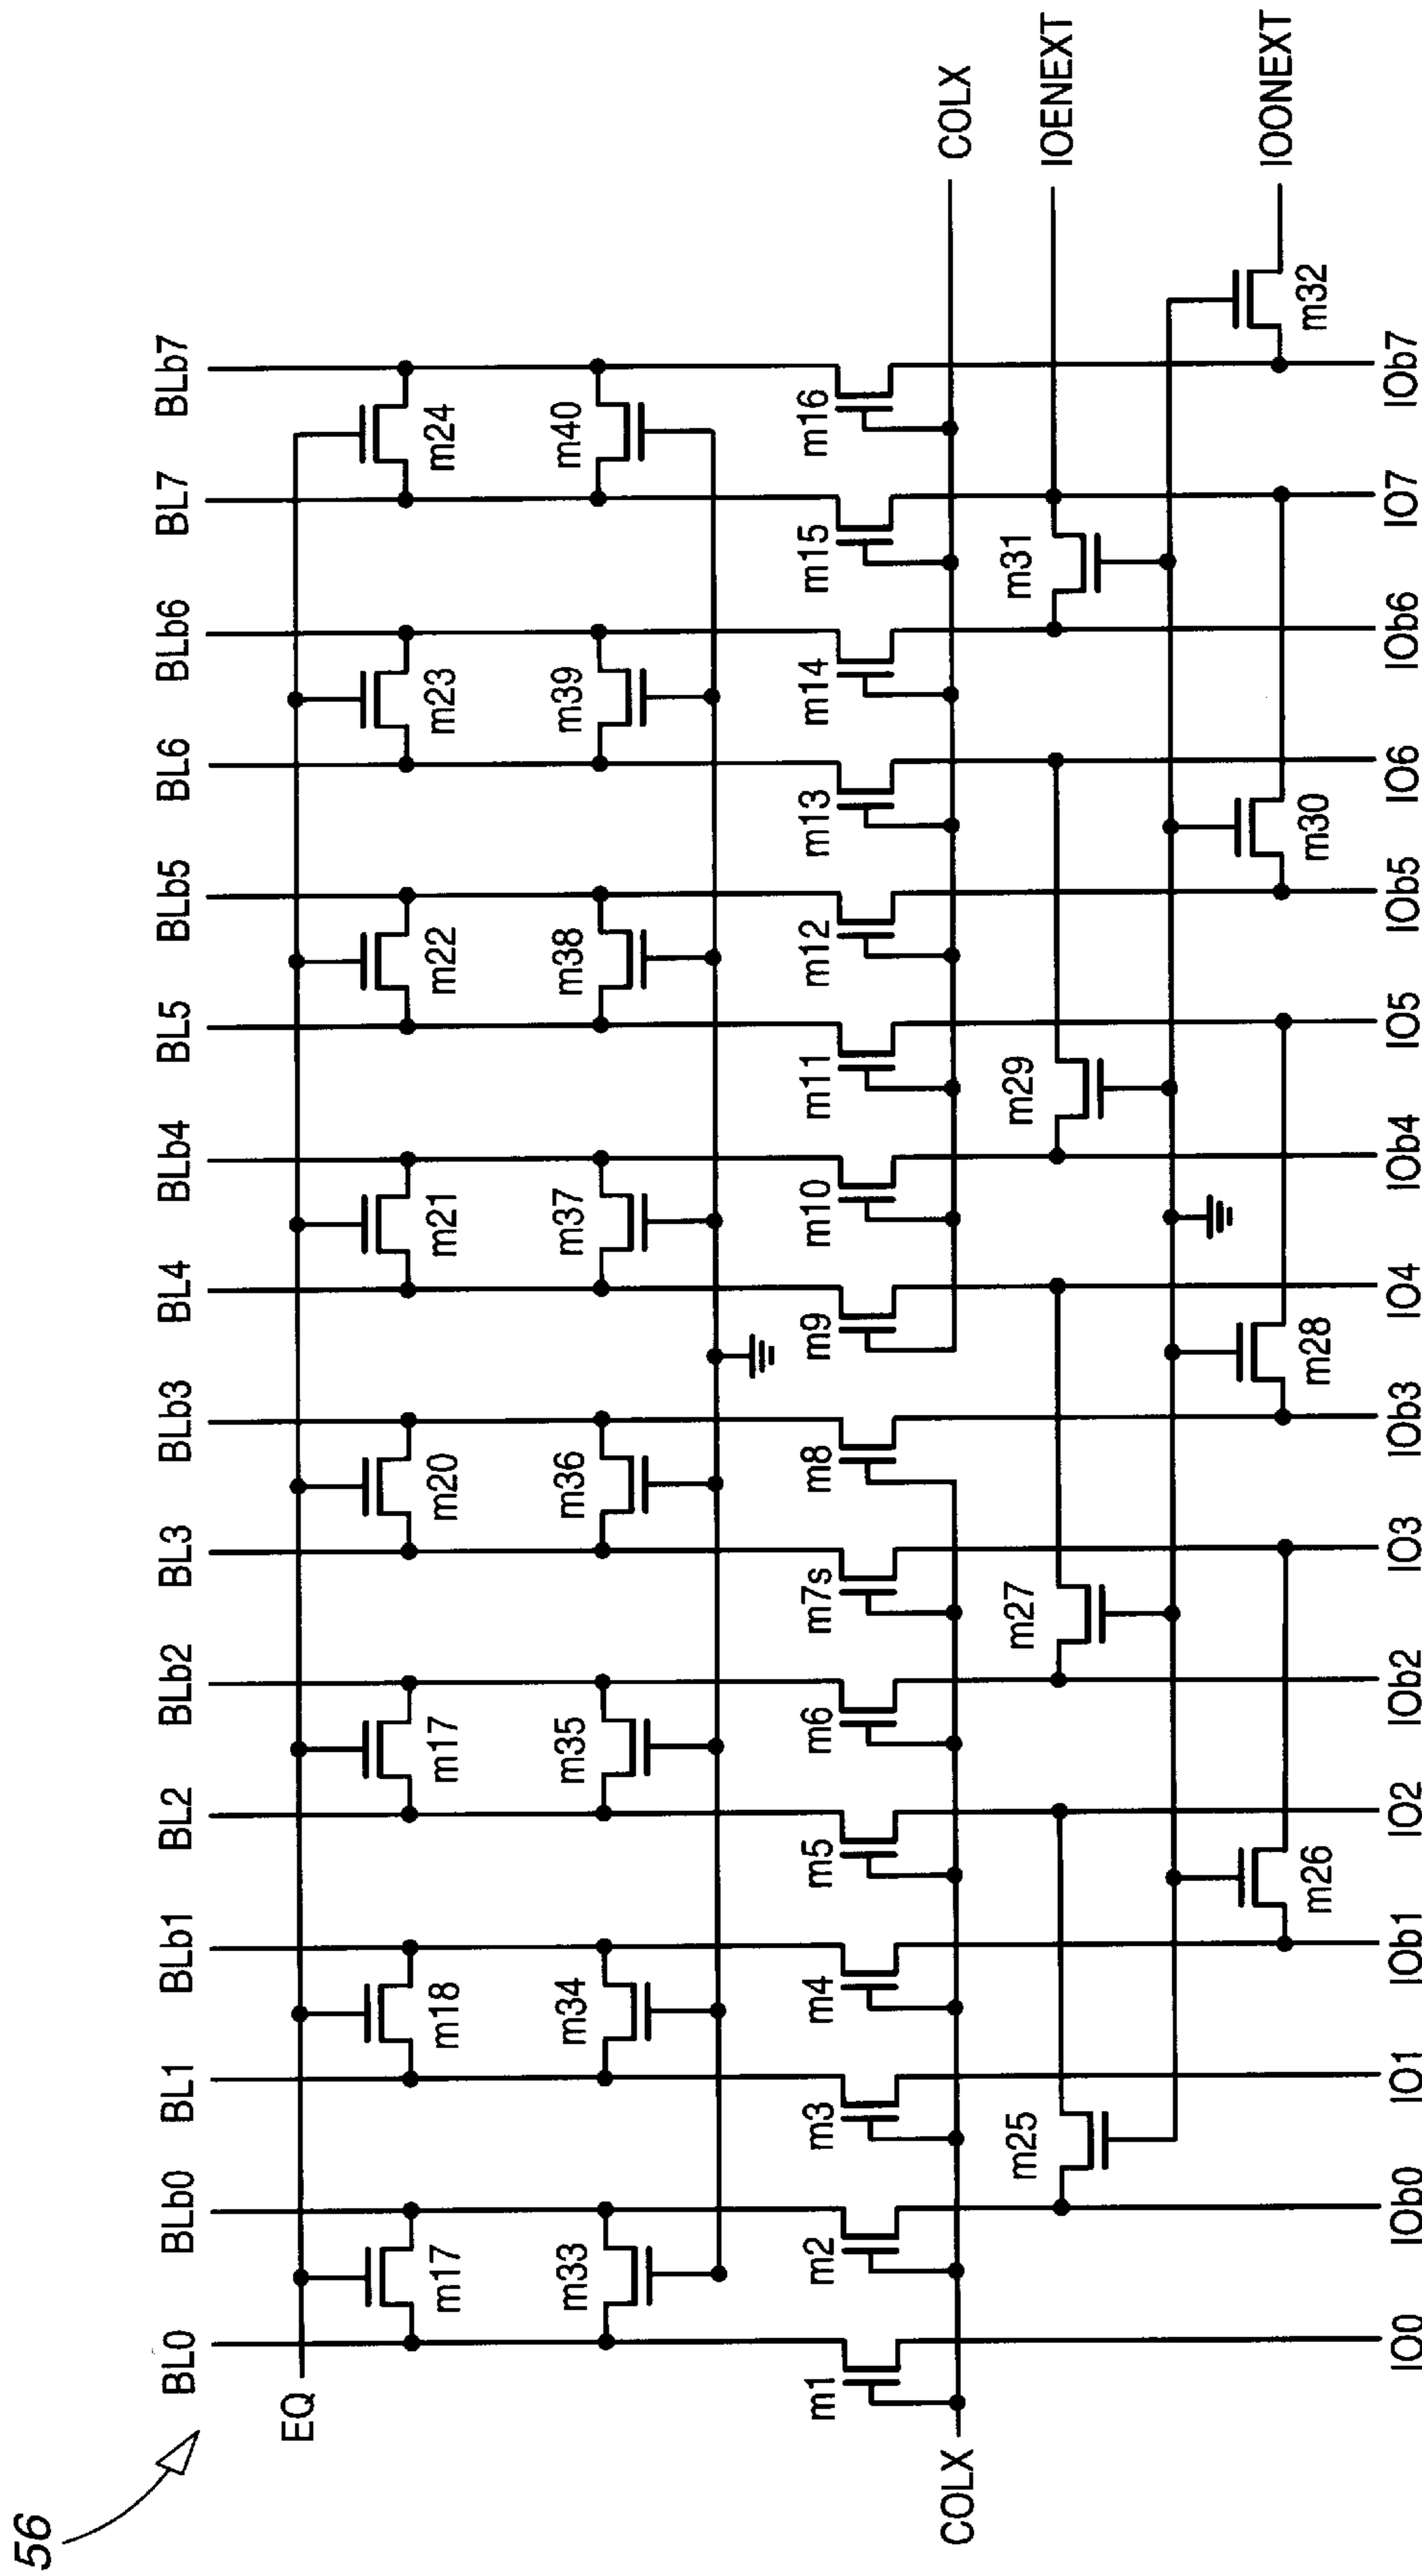 56
BL0 BLb0 BL1 BLb1 BL2 BLb2 BL3 BLb3 BL4 BLb4 BL5 BLb5 BL6 BLb6 BL7 BLb7
EQ
m17 m18 m17 m20 m21 m22 m23 m24
m33 m34 m35 m36 m37 m38 m39 m40
m1 m2 m3 m4 m5 m6 m7s m8 m9 m10 m11 m12 m13 m14 m15 m16
COLX COLX
m25 m27 m29 m31 IOENEXT
m26 m28 m30 m32 IOONEXT
IO0 IOb0 IO1 IOb1 IO2 IOb2 IO3 IOb3 IO4 IOb4 IO5 IOb5 IO6 IOb6 IO7 IOb7